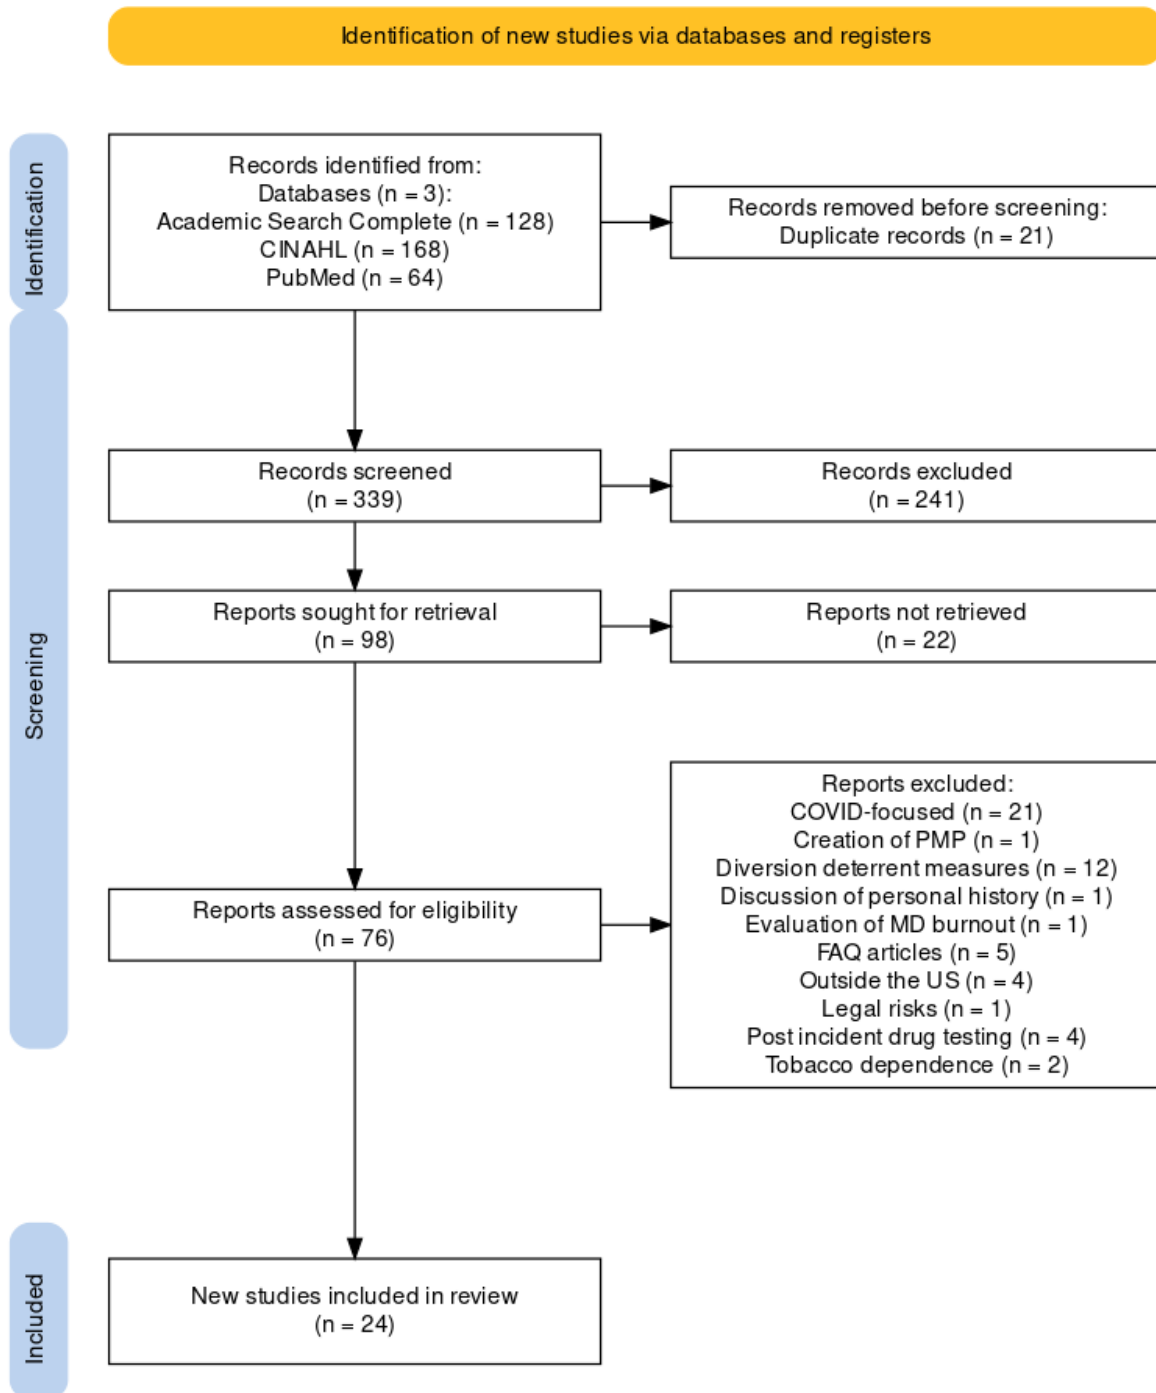 Identification of new studies via databases and registers
Identification
Records identified from:
Databases (n = 3):
Academic Search Complete (n = 128)
CINAHL (n = 168)
PubMed (n = 64)
Records removed before screening:
Duplicate records (n = 21)
Screening
Records screened
(n = 339)
Records excluded
(n = 241)
Reports sought for retrieval
(n = 98)
Reports not retrieved
(n = 22)
Reports assessed for eligibility
(n = 76)
Reports excluded:
COVID-focused (n = 21)
Creation of PMP (n = 1)
Diversion deterrent measures (n = 12)
Discussion of personal history (n = 1)
Evaluation of MD burnout (n = 1)
FAQ articles (n = 5)
Outside the US (n = 4)
Legal risks (n = 1)
Post incident drug testing (n = 4)
Tobacco dependence (n = 2)
Included
New studies included in review
(n = 24)